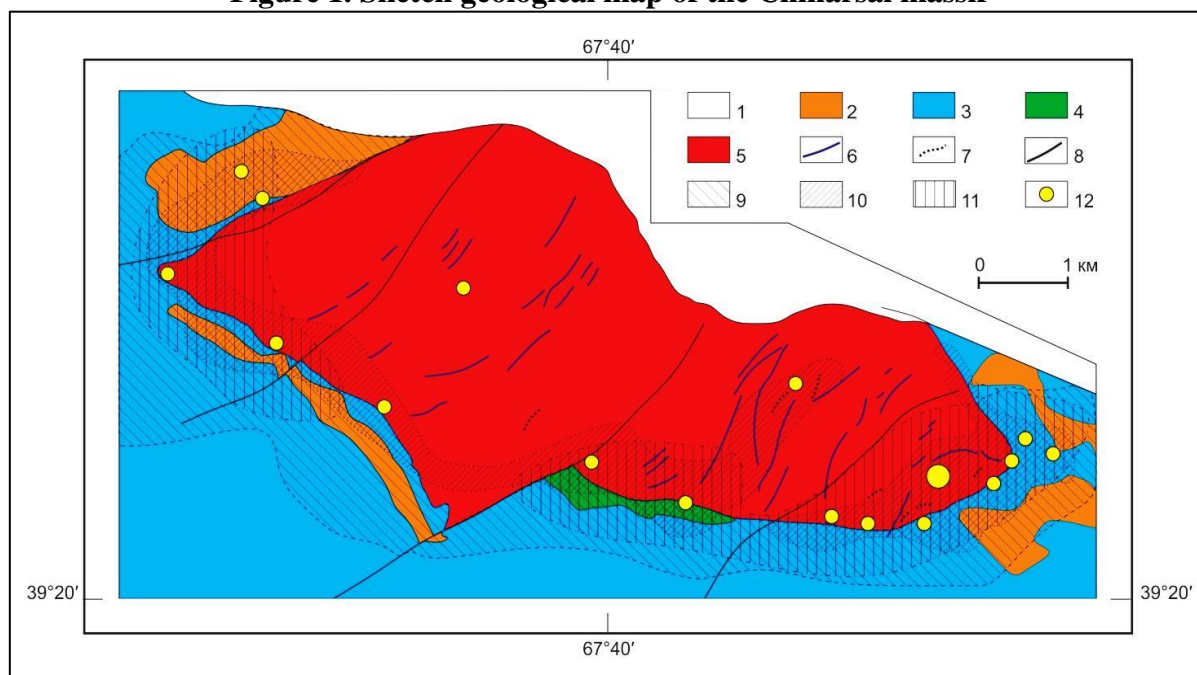 Figure 1. Sketch geological map of the Chinarsai massif
67°40′
1 2 3 4
5 6 7 8
9 10 11 12
0 1 км
39°20′ 39°20′
67°40′